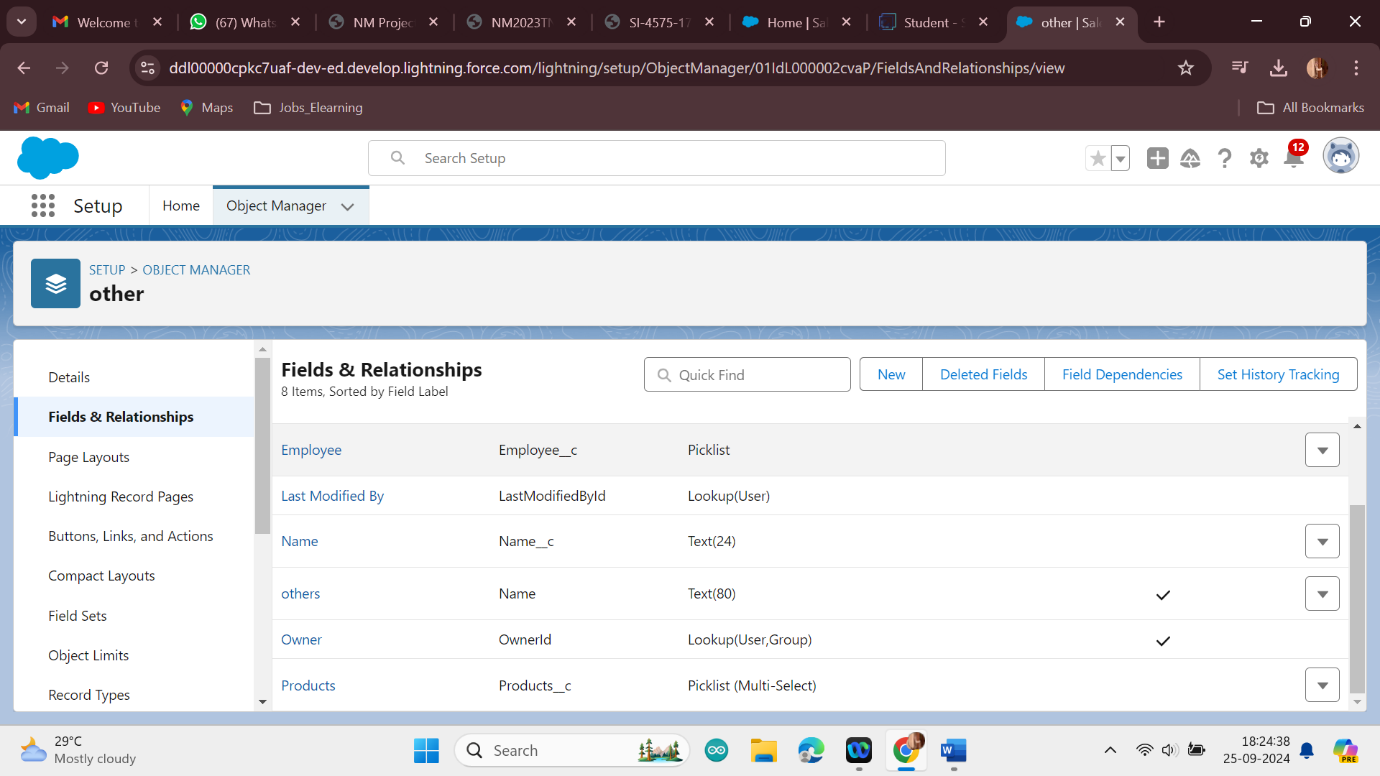 Welcome t
(67) Whats
NM Projec
NM2023TN
SI-4575-17
Home | Sal
Student - S
other | Sale
ddl00000cpkc7uaf-dev-ed.develop.lightning.force.com/lightning/setup/ObjectManager/01IdL000002cvaP/FieldsAndRelationships/view
Gmail
YouTube
Maps
Jobs_Elearning
All Bookmarks
Search Setup
12
Setup
Home
Object Manager
SETUP > OBJECT MANAGER
other
Details
Fields & Relationships
Page Layouts
Lightning Record Pages
Buttons, Links, and Actions
Compact Layouts
Field Sets
Object Limits
Record Types
Fields & Relationships
8 Items, Sorted by Field Label
Quick Find
New
Deleted Fields
Field Dependencies
Set History Tracking
Employee Employee__c Picklist
Last Modified By LastModifiedById Lookup(User)
Name Name__c Text(24)
others Name Text(80)
Owner OwnerId Lookup(User,Group)
Products Products__c Picklist (Multi-Select)
29°C
Mostly cloudy
Search
18:24:38
25-09-2024
PRE